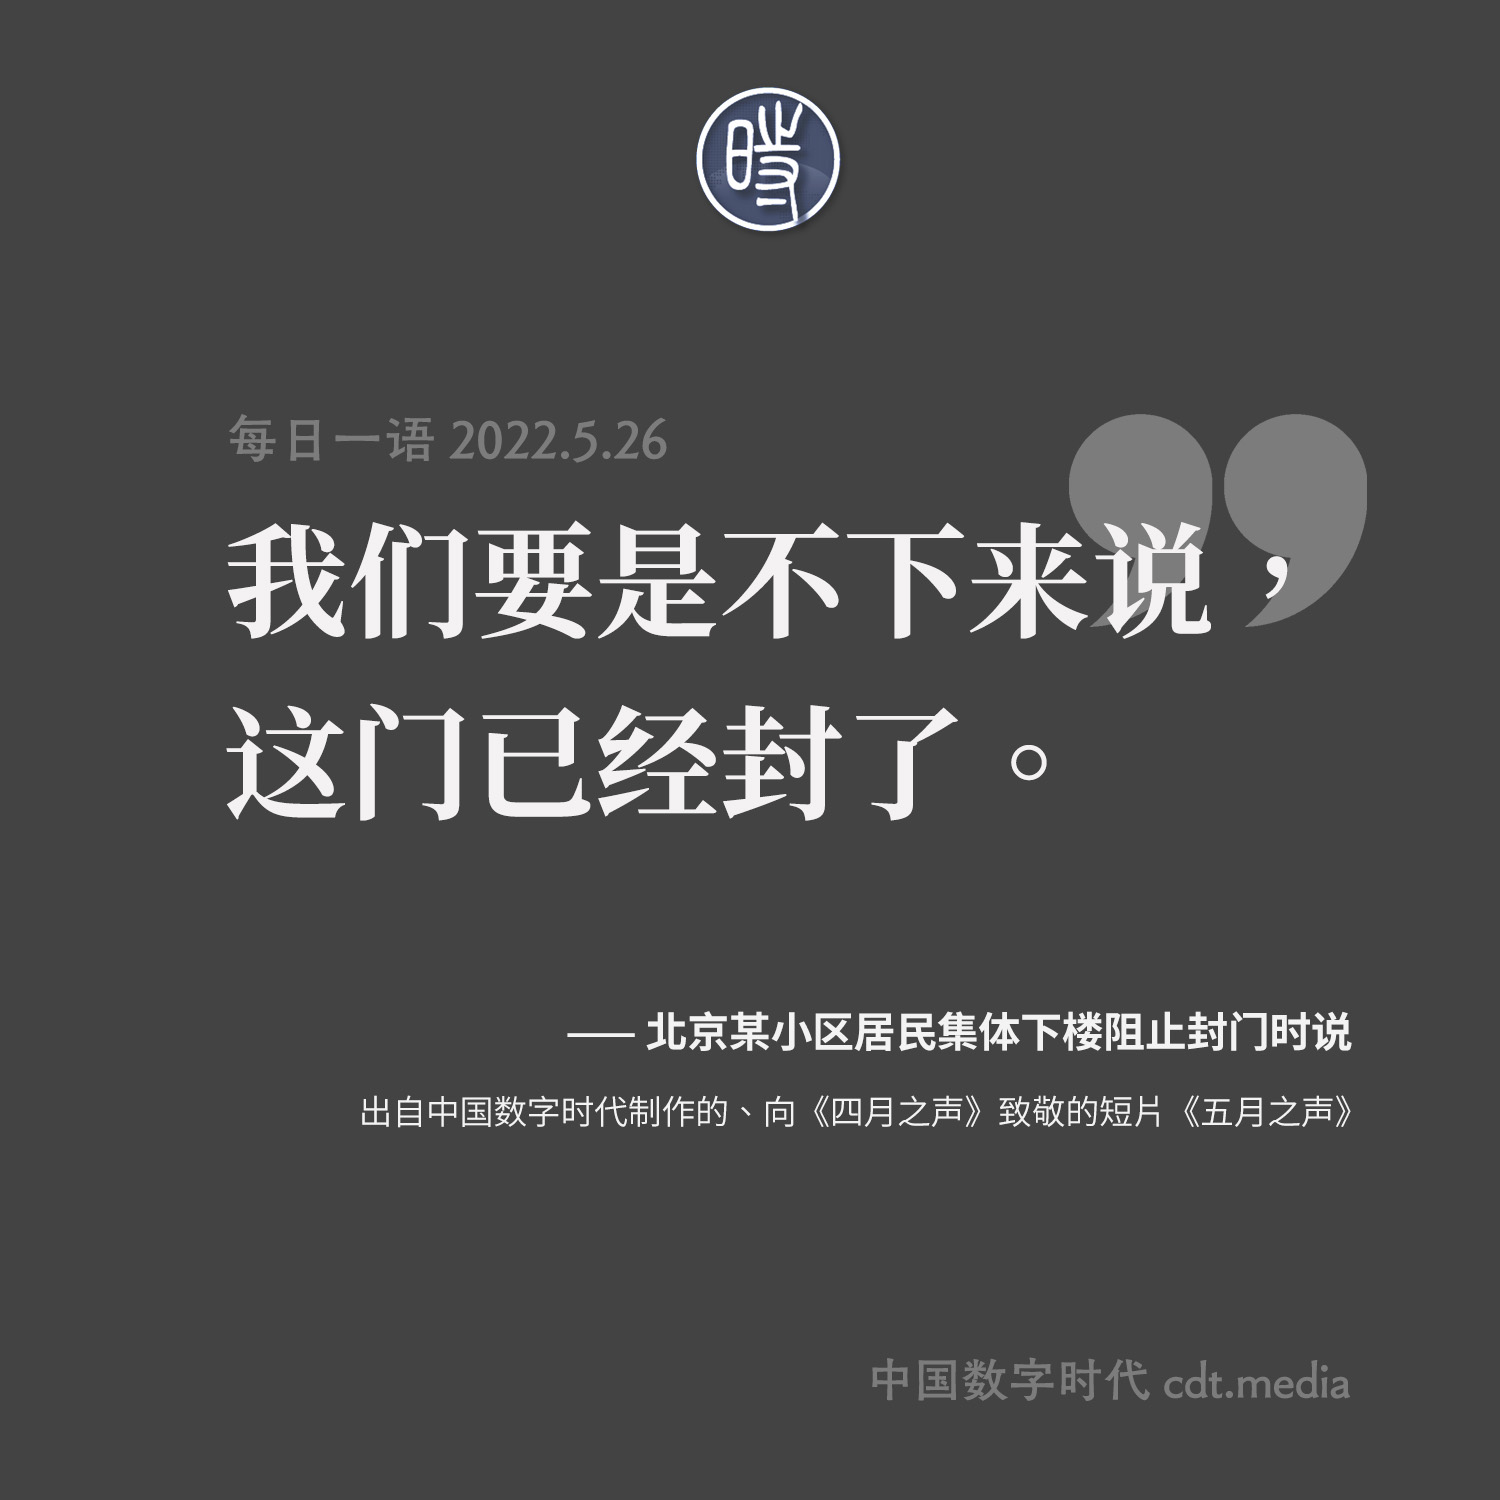 時
每日一语 2022.5.26
我们要是不下来说，
这门已经封了。
—— 北京某小区居民集体下楼阻止封门时说
出自中国数字时代制作的、向《四月之声》致敬的短片《五月之声》
中国数字时代 cdt.media